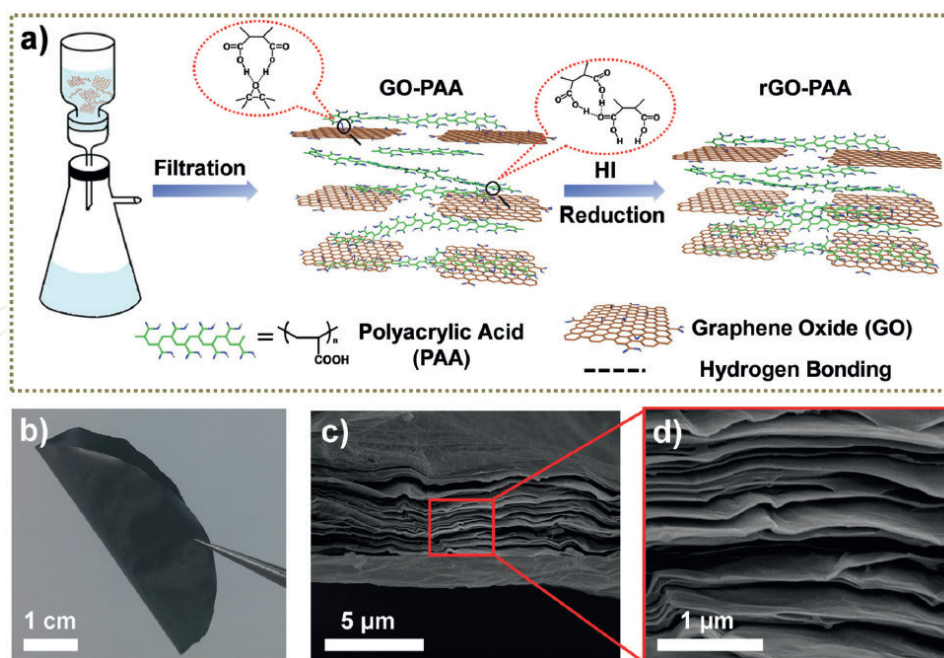 a)
GO-PAA
rGO-PAA
Filtration
HI
Reduction
O C C O
O O
H H
O
C C
C O
O
H
H O C C O
O O O
H H
= ( )n
COOH
Polyacrylic Acid
(PAA)
Graphene Oxide (GO)
Hydrogen Bonding
b)
1 cm
c)
5 μm
d)
1 μm